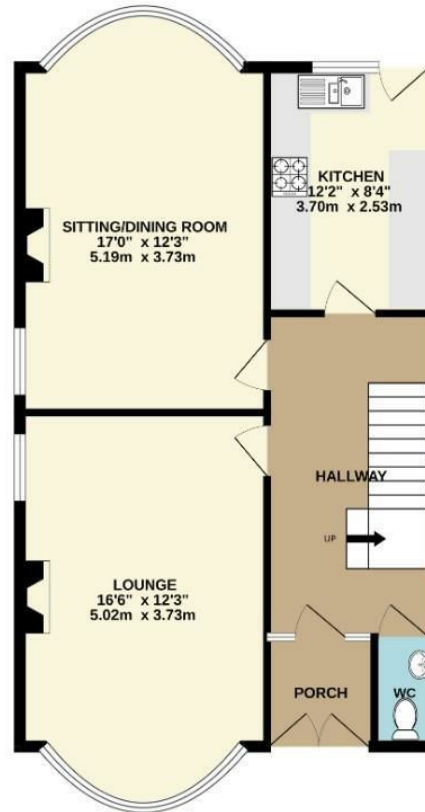 SITTING/DINING ROOM
17'0" x 12'3"
5.19m x 3.73m
KITCHEN
12'2" x 8'4"
3.70m x 2.53m
HALLWAY
UP
LOUNGE
16'6" x 12'3"
5.02m x 3.73m
PORCH
WC